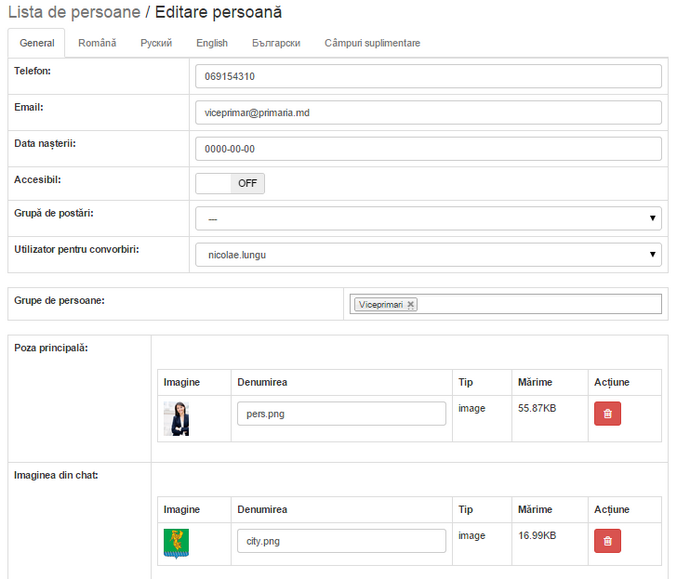 Lista de persoane / Editare persoană
General Română Руский English Български Câmpuri suplimentare
Telefon: 069154310
Email: viceprimar@primaria.md
Data nașterii: 0000-00-00
Accesibil: OFF
Grupă de postări: ---
Utilizator pentru convorbiri: nicolae.lungu
Grupe de persoane: Viceprimari
Poza principală:
Imagine Denumirea Tip Mărime Acțiune
pers.png image 55.87KB
Imaginea din chat:
Imagine Denumirea Tip Mărime Acțiune
city.png image 16.99KB